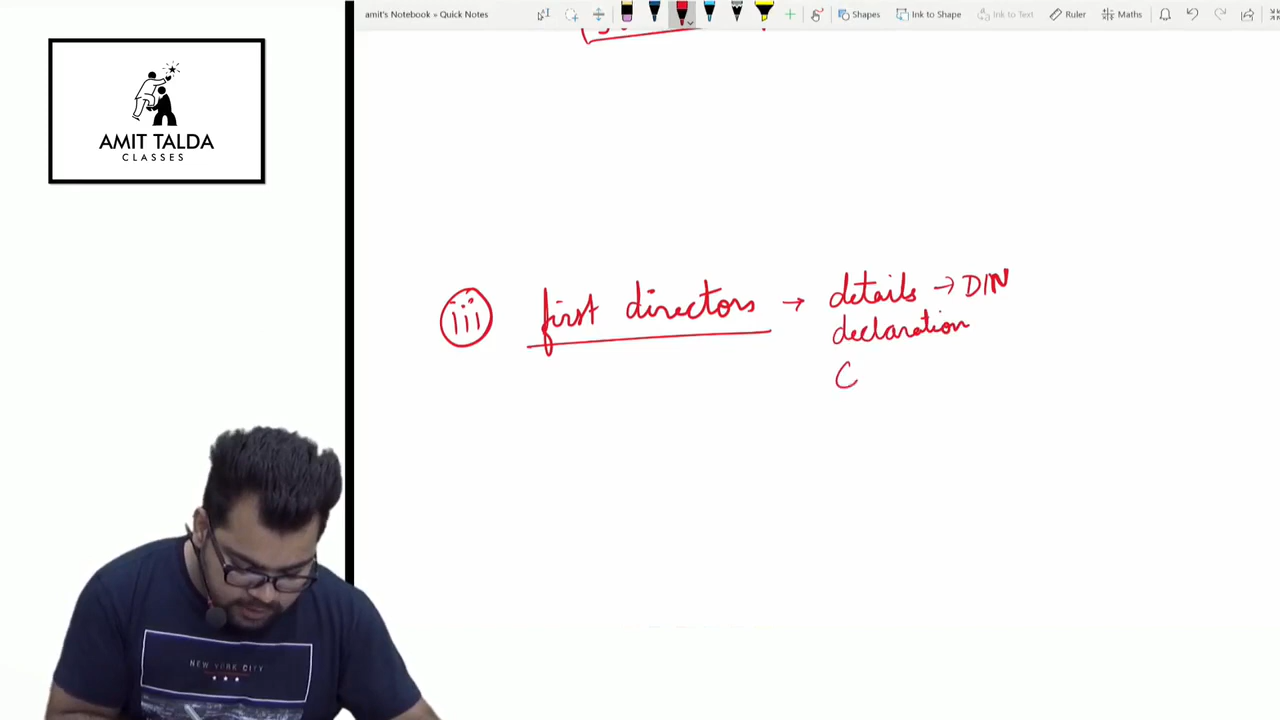 amit's Notebook » Quick Notes
Shapes
Ink to Shape
Ink to Text
Ruler
Maths
AMIT TALDA
CLASSES
iii first directors → details → DIN
declaration
C
NEW YORK CITY